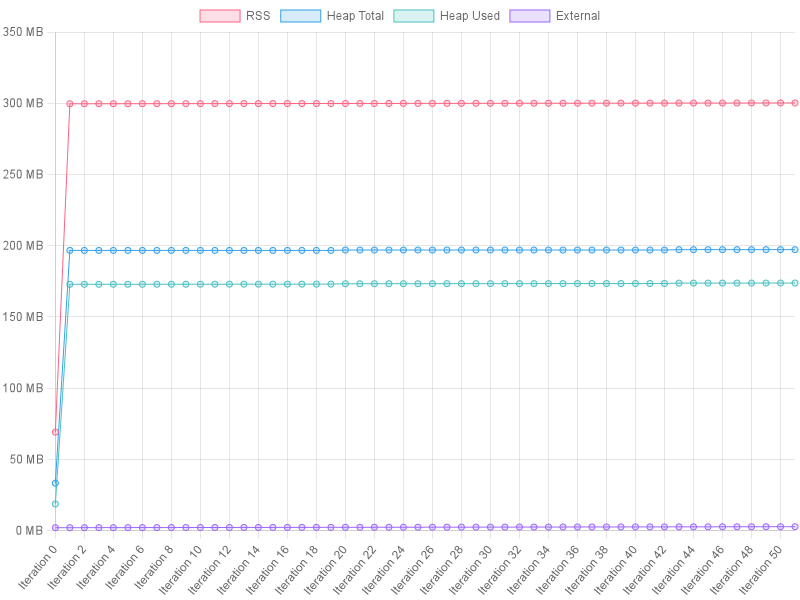 RSS Heap Total Heap Used External
350 MB
300 MB
250 MB
200 MB
150 MB
100 MB
50 MB
0 MB
Iteration 0
Iteration 2
Iteration 4
Iteration 6
Iteration 8
Iteration 10
Iteration 12
Iteration 14
Iteration 16
Iteration 18
Iteration 20
Iteration 22
Iteration 24
Iteration 26
Iteration 28
Iteration 30
Iteration 32
Iteration 34
Iteration 36
Iteration 38
Iteration 40
Iteration 42
Iteration 44
Iteration 46
Iteration 48
Iteration 50